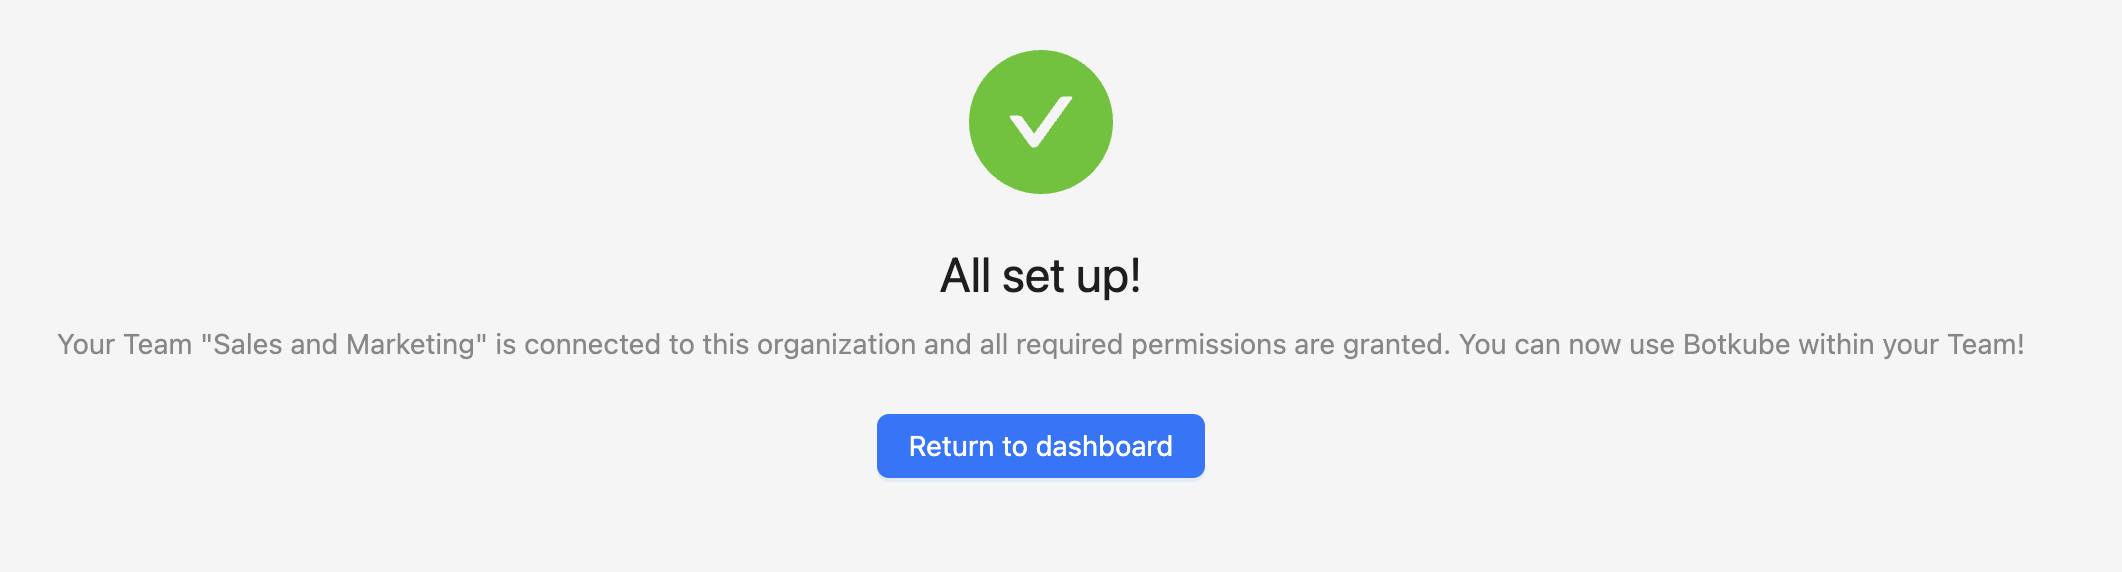 All set up!
Your Team "Sales and Marketing" is connected to this organization and all required permissions are granted. You can now use Botkube within your Team!
Return to dashboard